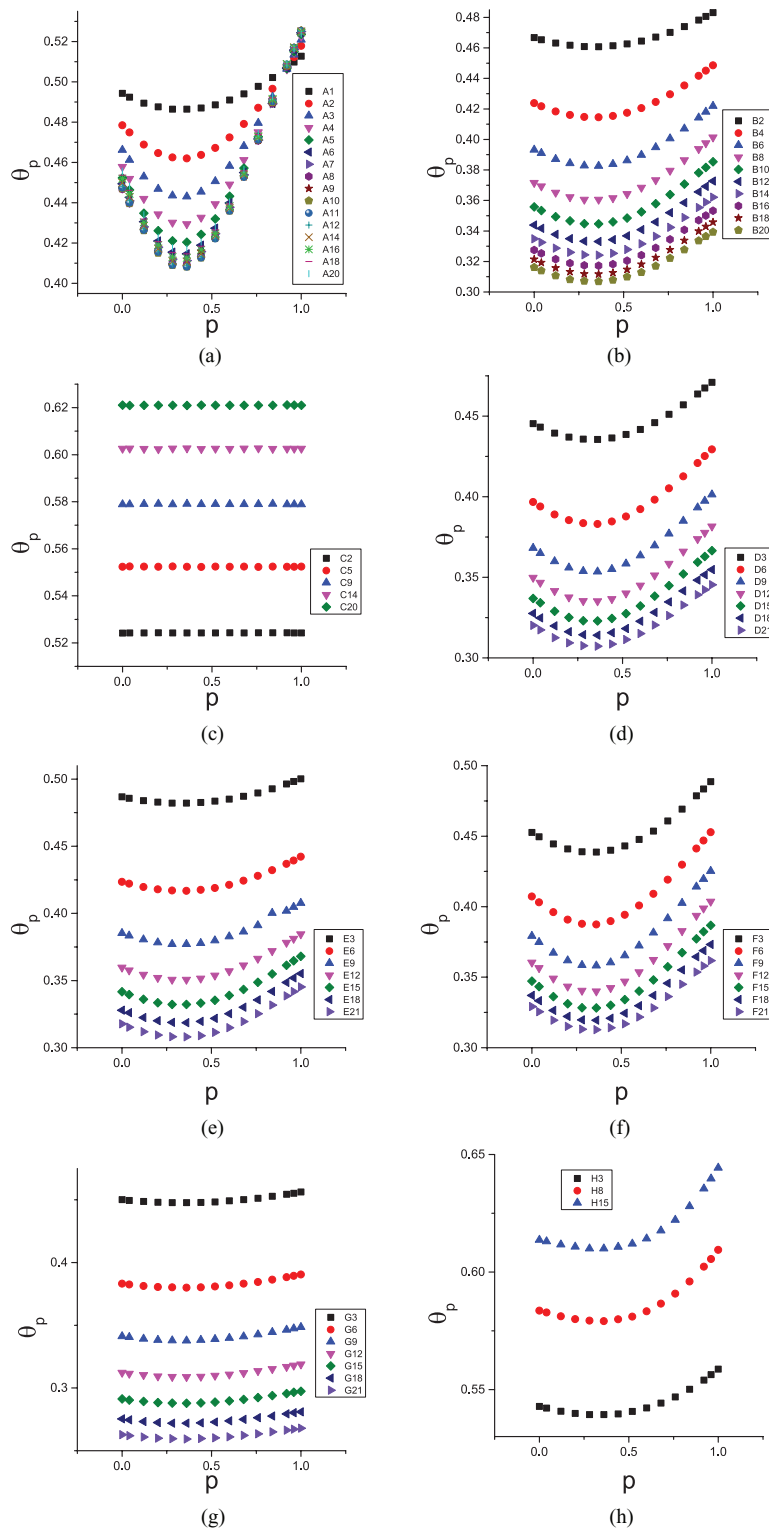 0.52
0.50
0.48
0.46
0.44
0.42
0.40
θp
0.0
0.5
1.0
p
A1
A2
A3
A4
A5
A6
A7
A8
A9
A10
A11
A12
A14
A16
A18
A20
(a)
0.48
0.46
0.44
0.42
0.40
0.38
0.36
0.34
0.32
0.30
θp
0.0
0.5
1.0
p
B2
B4
B6
B8
B10
B12
B14
B16
B18
B20
(b)
0.62
0.60
0.58
0.56
0.54
0.52
θp
0.0
0.5
1.0
p
C2
C5
C9
C14
C20
(c)
0.45
0.40
0.35
0.30
θp
0.0
0.5
1.0
p
D3
D6
D9
D12
D15
D18
D21
(d)
0.50
0.45
0.40
0.35
0.30
θp
0.0
0.5
1.0
p
E3
E6
E9
E12
E15
E18
E21
(e)
0.50
0.45
0.40
0.35
0.30
θp
0.0
0.5
1.0
p
F3
F6
F9
F12
F15
F18
F21
(f)
0.4
0.3
θp
0.0
0.5
1.0
p
G3
G6
G9
G12
G15
G18
G21
(g)
0.65
0.60
0.55
θp
0.0
0.5
1.0
p
H3
H8
H15
(h)